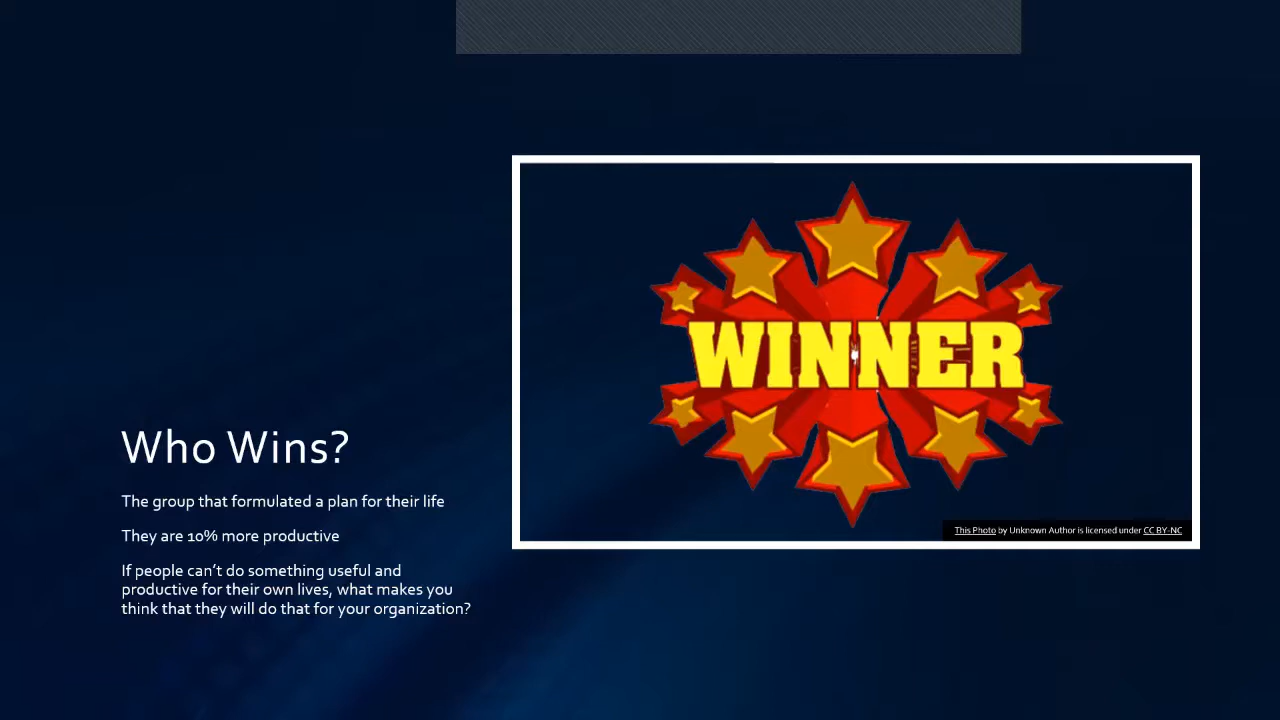 WINNER
This Photo by Unknown Author is licensed under CC BY-NC
Who Wins?
The group that formulated a plan for their life
They are 10% more productive
If people can’t do something useful and
productive for their own lives, what makes you
think that they will do that for your organization?